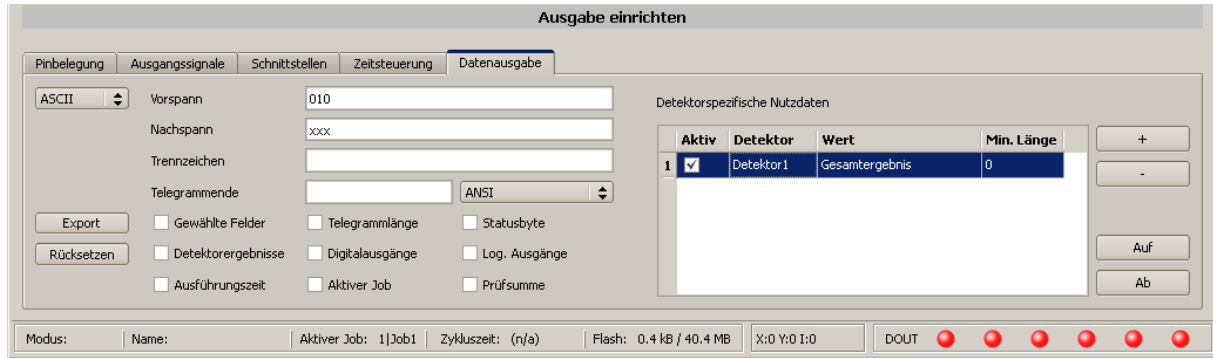 Ausgabe einrichten
Pinbelegung Ausgangssignale Schnittstellen Zeitsteuerung Datenausgabe
ASCII Vorspann 010
Nachspann xxx
Trennzeichen
Telegrammende ANSI
Export Gewählte Felder Telegrammlänge Statusbyte
Rücksetzen Detektorergebnisse Digitalausgänge Log. Ausgänge
Ausführungszeit Aktiver Job Prüfsumme
Detektorspezifische Nutzdaten
Aktiv Detektor Wert Min. Länge
1 Detektor1 Gesamtergebnis 0
+
-
Auf
Ab
Modus: Name: Aktiver Job: 1|Job1 Zykluszeit: (n/a) Flash: 0.4 kB / 40.4 MB X:0 Y:0 I:0 DOUT